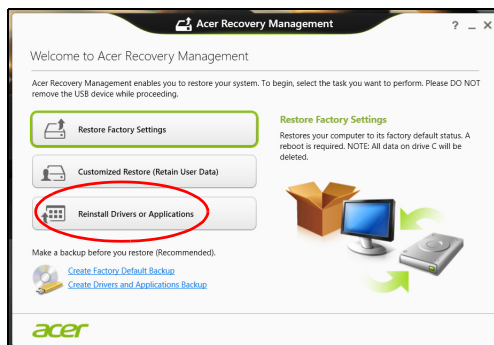 Acer Recovery Management
? _ X
Welcome to Acer Recovery Management
Acer Recovery Management enables you to restore your system. To begin, select the task you want to perform. Please DO NOT
remove the USB device while proceeding.
Restore Factory Settings
Customized Restore (Retain User Data)
Reinstall Drivers or Applications
Restore Factory Settings
Restores your computer to its factory default status. A
reboot is required. NOTE: All data on drive C will be
deleted.
Make a backup before you restore (Recommended).
Create Factory Default Backup
Create Drivers and Applications Backup
acer